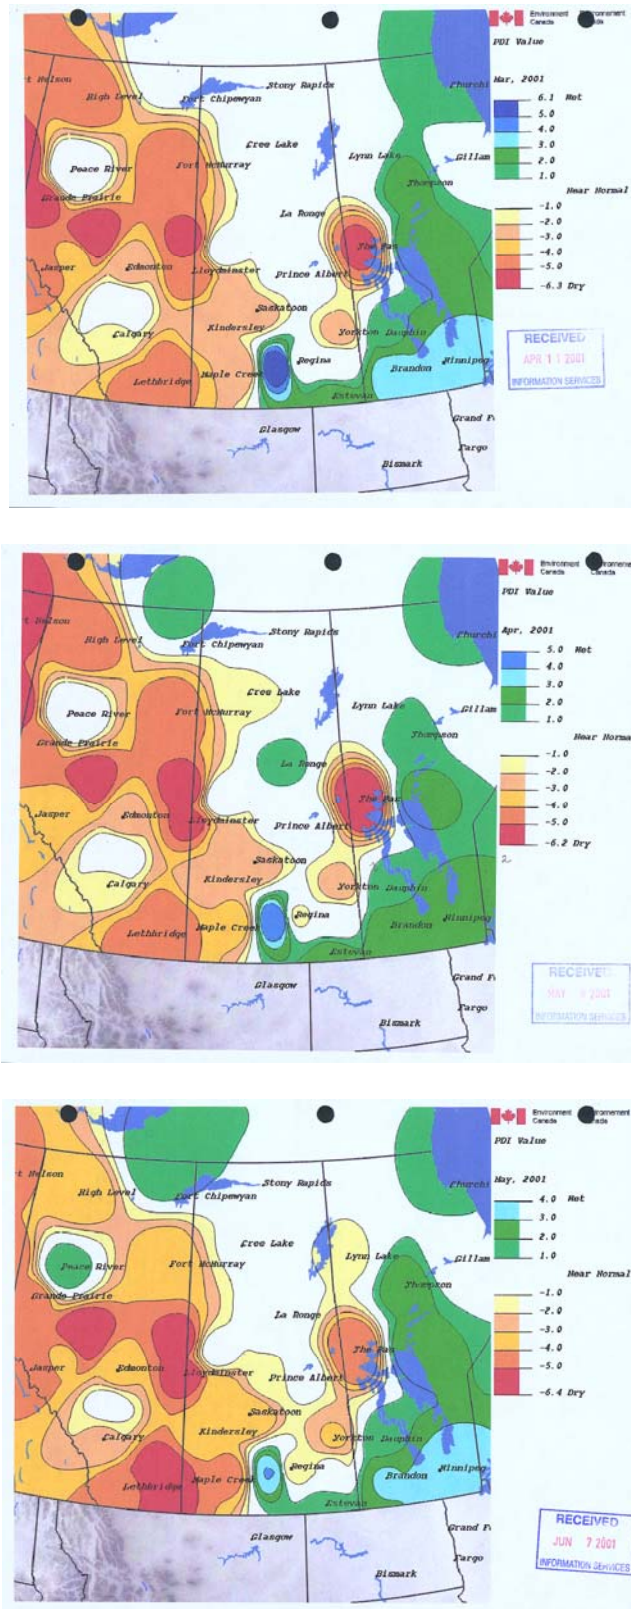 Environment Canada
PDI Value
Mar, 2001
6.1 Wet
5.0
4.0
3.0
2.0
1.0
Near Normal
-1.0
-2.0
-3.0
-4.0
-5.0
-6.3 Dry
RECEIVED
APR 11 2001
INFORMATION SERVICES
High Level
Fort Chipewyan
Stony Rapids
Cree Lake
Lynn Lake
Gillam
Peace River
Fort McMurray
Thompson
Grande Prairie
La Ronge
The Pas
Jasper
Edmonton
Lloydminster
Prince Albert
Saskatoon
Calgary
Kindersley
Yorkton
Dauphin
Regina
Lethbridge
Maple Creek
Brandon
Winnipeg
Estevan
Glasgow
Grand F
Fargo
Bismark
Environment Canada
PDI Value
Apr, 2001
5.0 Wet
4.0
3.0
2.0
1.0
Near Norma
-1.0
-2.0
-3.0
-4.0
-5.0
-6.2 Dry
2
RECEIVED
2001
INFORMATION SERVICES
High Level
Fort Chipewyan
Stony Rapids
Cree Lake
Lynn Lake
Gillam
Peace River
Fort McMurray
Thompson
Grande Prairie
La Ronge
The Pas
Jasper
Edmonton
Lloydminster
Prince Albert
Saskatoon
Calgary
Kindersley
Yorkton
Dauphin
Regina
Lethbridge
Maple Creek
Brandon
Winnipeg
Estevan
Glasgow
Grand F
Fargo
Bismark
Environment Canada
PDI Value
May, 2001
4.0 Wet
3.0
2.0
1.0
Near Normal
-1.0
-2.0
-3.0
-4.0
-5.0
-6.4 Dry
RECEIVED
JUN 7 2001
INFORMATION SERVICES
High Level
Fort Chipewyan
Stony Rapids
Cree Lake
Lynn Lake
Gillam
Peace River
Fort McMurray
Thompson
Grande Prairie
La Ronge
The Pas
Jasper
Edmonton
Lloydminster
Prince Albert
Saskatoon
Calgary
Kindersley
Yorkton
Dauphin
Regina
Lethbridge
Maple Creek
Brandon
Winnipeg
Estevan
Glasgow
Grand F
Fargo
Bismark